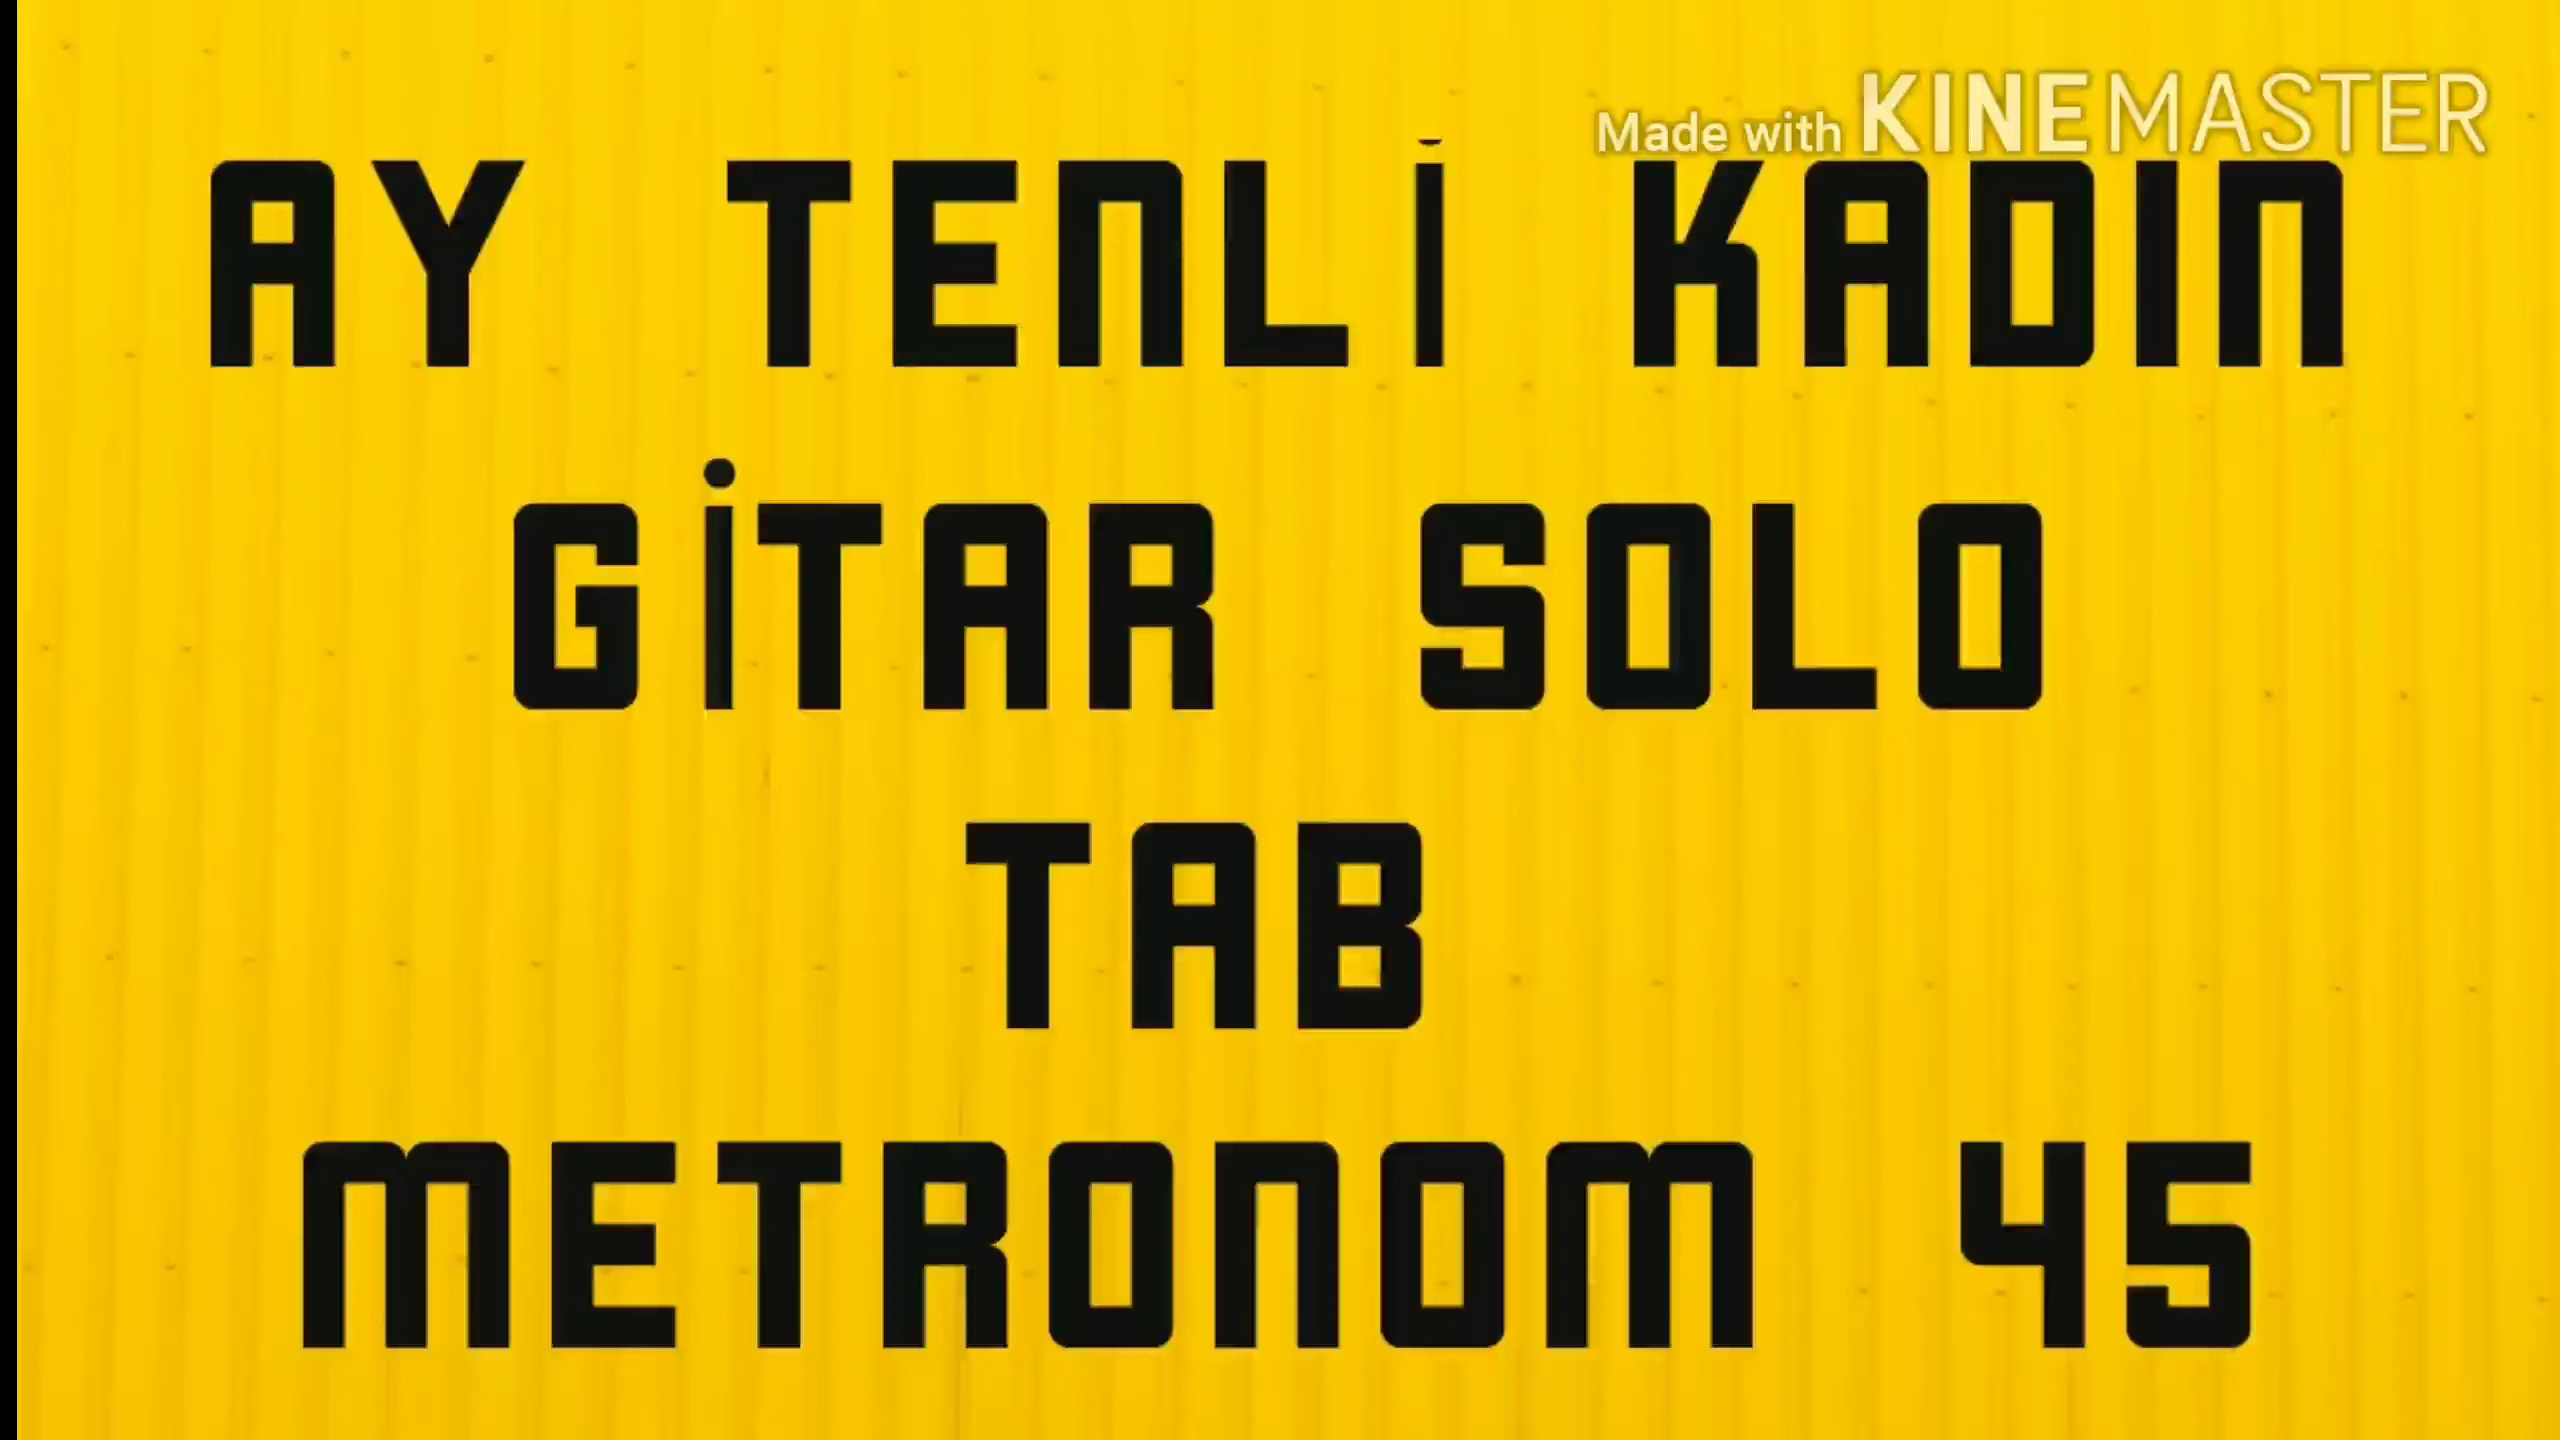 Made with KINEMASTER
AY TENLİ KADIN
GİTAR SOLO
TAB
METRONOM 45